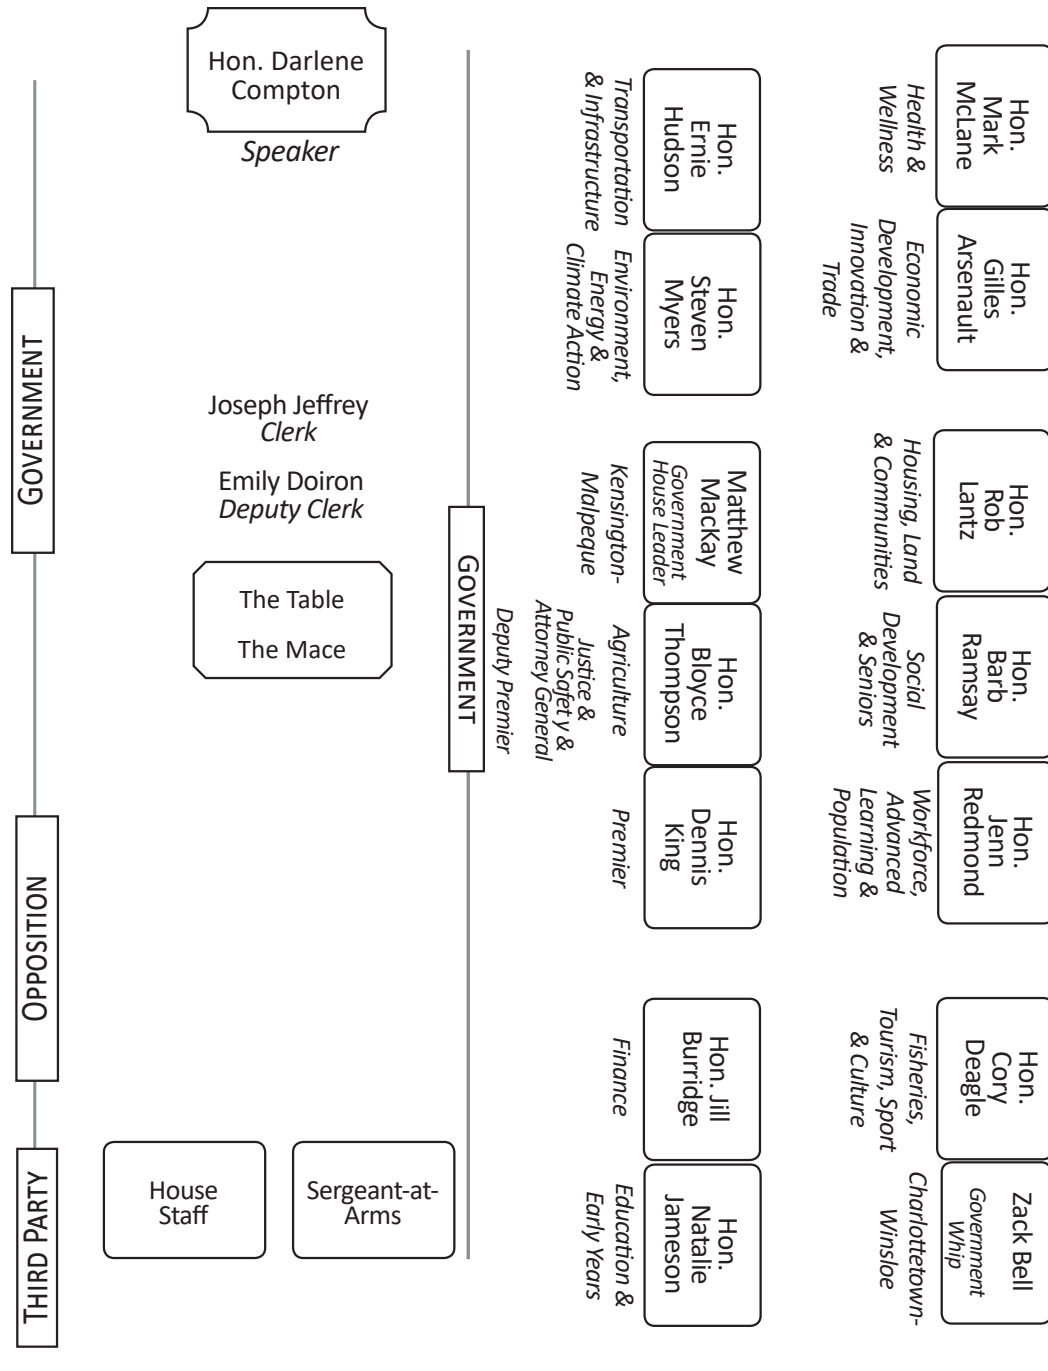 Hon. Darlene
Compton
Speaker
GOVERNMENT
OPPOSITION
THIRD PARTY
Joseph Jeffrey
Clerk
Emily Doiron
Deputy Clerk
The Table
The Mace
House
Staff
Sergeant-at-
Arms
GOVERNMENT
Hon.
Ernie
Hudson
Transportation
& Infrastructure
Hon.
Steven
Myers
Environment,
Energy &
Climate Action
Matthew
MacKay
Government
House Leader
Kensington-
Malpeque
Hon.
Bloyce
Thompson
Agriculture
Justice &
Public Safet y &
Attorney General
Deputy Premier
Hon.
Dennis
King
Premier
Hon. Jill
Burridge
Finance
Hon.
Natalie
Jameson
Education &
Early Years
Hon.
Mark
McLane
Health &
Wellness
Hon.
Gilles
Arsenault
Economic
Development,
Innovation &
Trade
Hon.
Rob
Lantz
Housing, Land
& Communities
Hon.
Barb
Ramsay
Social
Development
& Seniors
Hon.
Jenn
Redmond
Workforce,
Advanced
Learning &
Population
Hon.
Cory
Deagle
Fisheries,
Tourism, Sport
& Culture
Zack Bell
Government
Whip
Charlottetown-
Winsloe